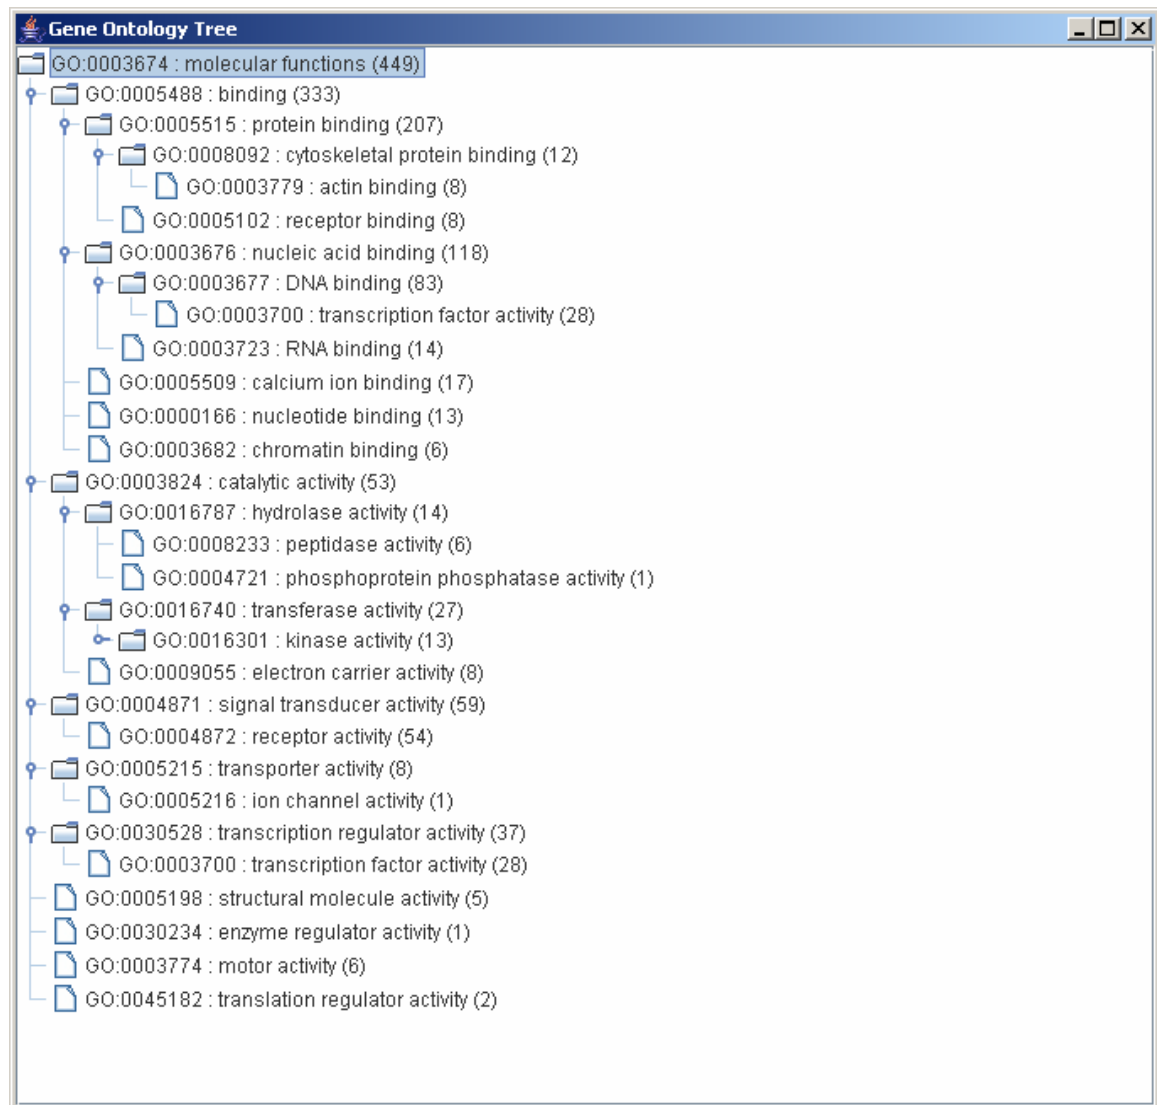 Gene Ontology Tree
GO:0003674 : molecular functions (449)
GO:0005488 : binding (333)
GO:0005515 : protein binding (207)
GO:0008092 : cytoskeletal protein binding (12)
GO:0003779 : actin binding (8)
GO:0005102 : receptor binding (8)
GO:0003676 : nucleic acid binding (118)
GO:0003677 : DNA binding (83)
GO:0003700 : transcription factor activity (28)
GO:0003723 : RNA binding (14)
GO:0005509 : calcium ion binding (17)
GO:0000166 : nucleotide binding (13)
GO:0003682 : chromatin binding (6)
GO:0003824 : catalytic activity (53)
GO:0016787 : hydrolase activity (14)
GO:0008233 : peptidase activity (6)
GO:0004721 : phosphoprotein phosphatase activity (1)
GO:0016740 : transferase activity (27)
GO:0016301 : kinase activity (13)
GO:0009055 : electron carrier activity (8)
GO:0004871 : signal transducer activity (59)
GO:0004872 : receptor activity (54)
GO:0005215 : transporter activity (8)
GO:0005216 : ion channel activity (1)
GO:0030528 : transcription regulator activity (37)
GO:0003700 : transcription factor activity (28)
GO:0005198 : structural molecule activity (5)
GO:0030234 : enzyme regulator activity (1)
GO:0003774 : motor activity (6)
GO:0045182 : translation regulator activity (2)